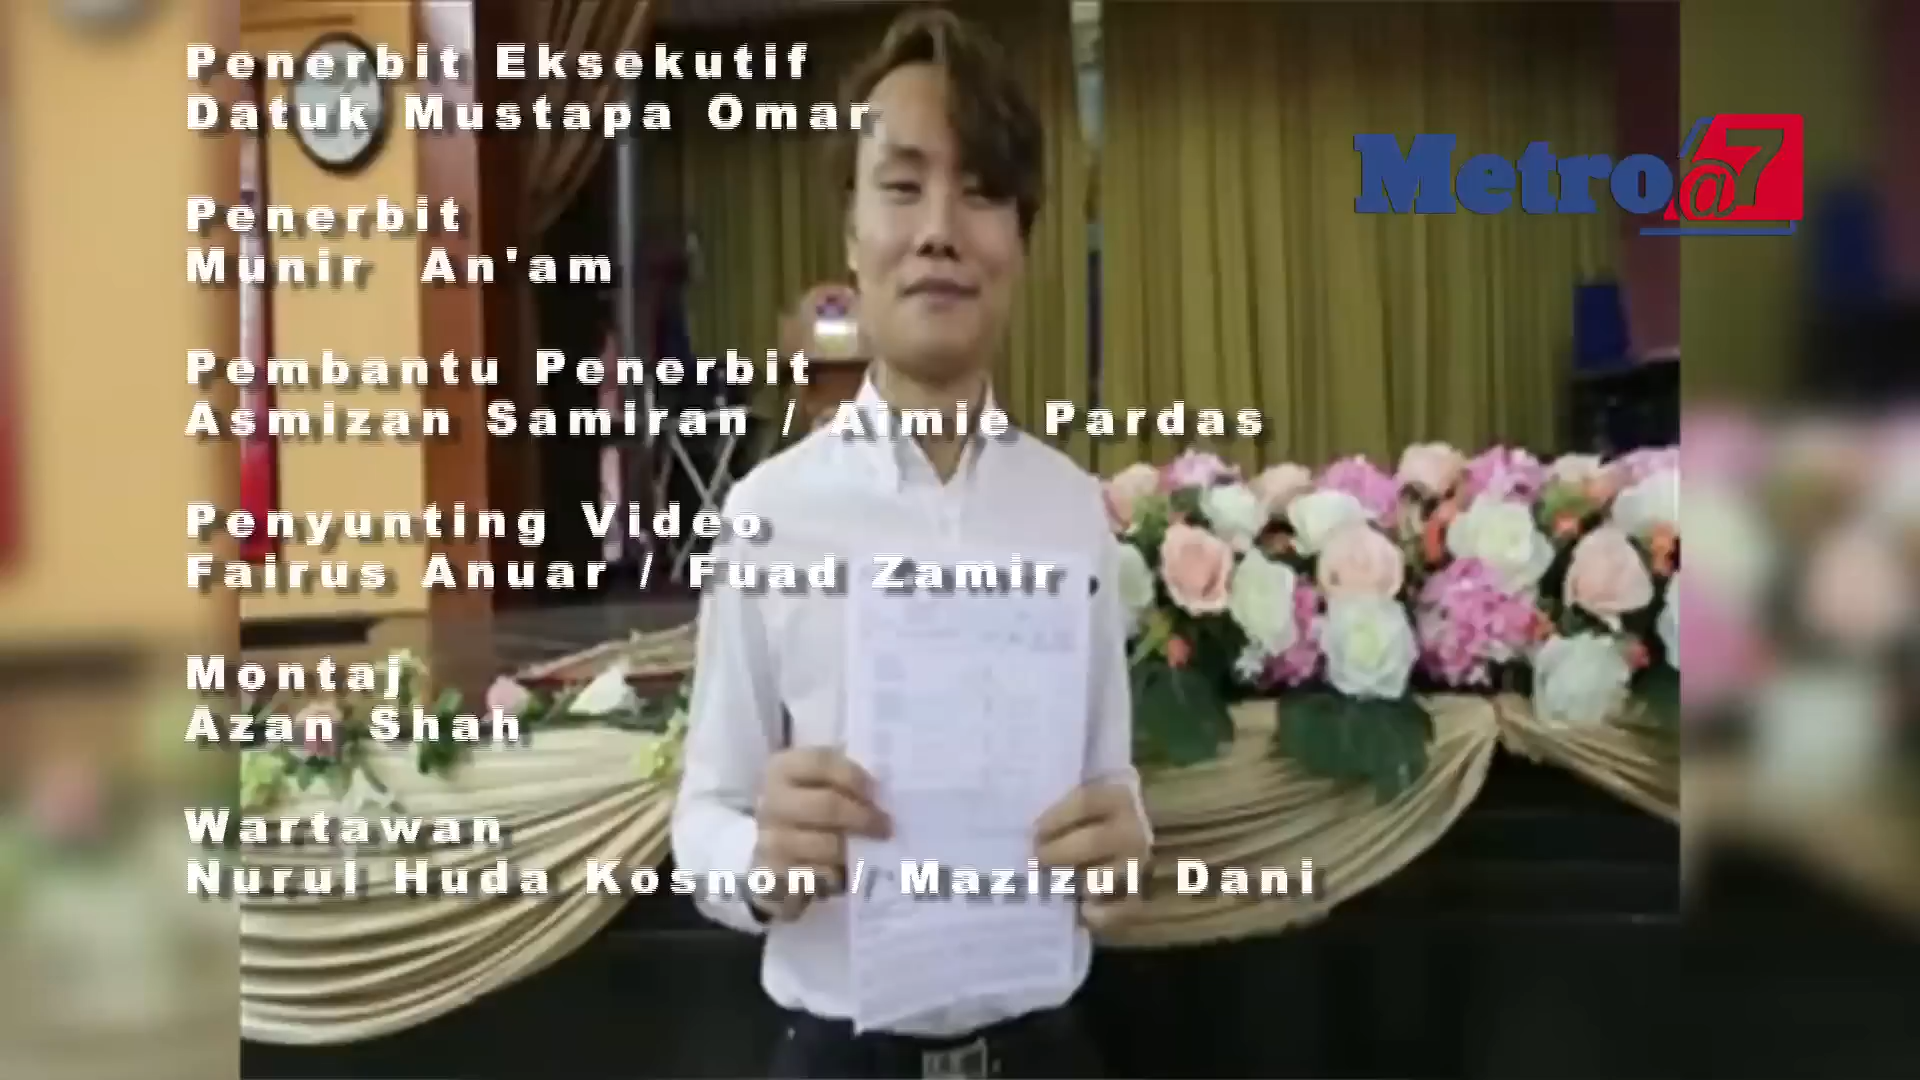 Penerbit Eksekutif
Datuk Mustapa Omar
Metro@7
Penerbit
Munir An'am
Pembantu Penerbit
Asmizan Samiran / Aimie Pardas
Penyunting Video
Fairus Anuar / Fuad Zamir
Montaj
Azan Shah
Wartawan
Nurul Huda Kosnon / Mazizul Dani